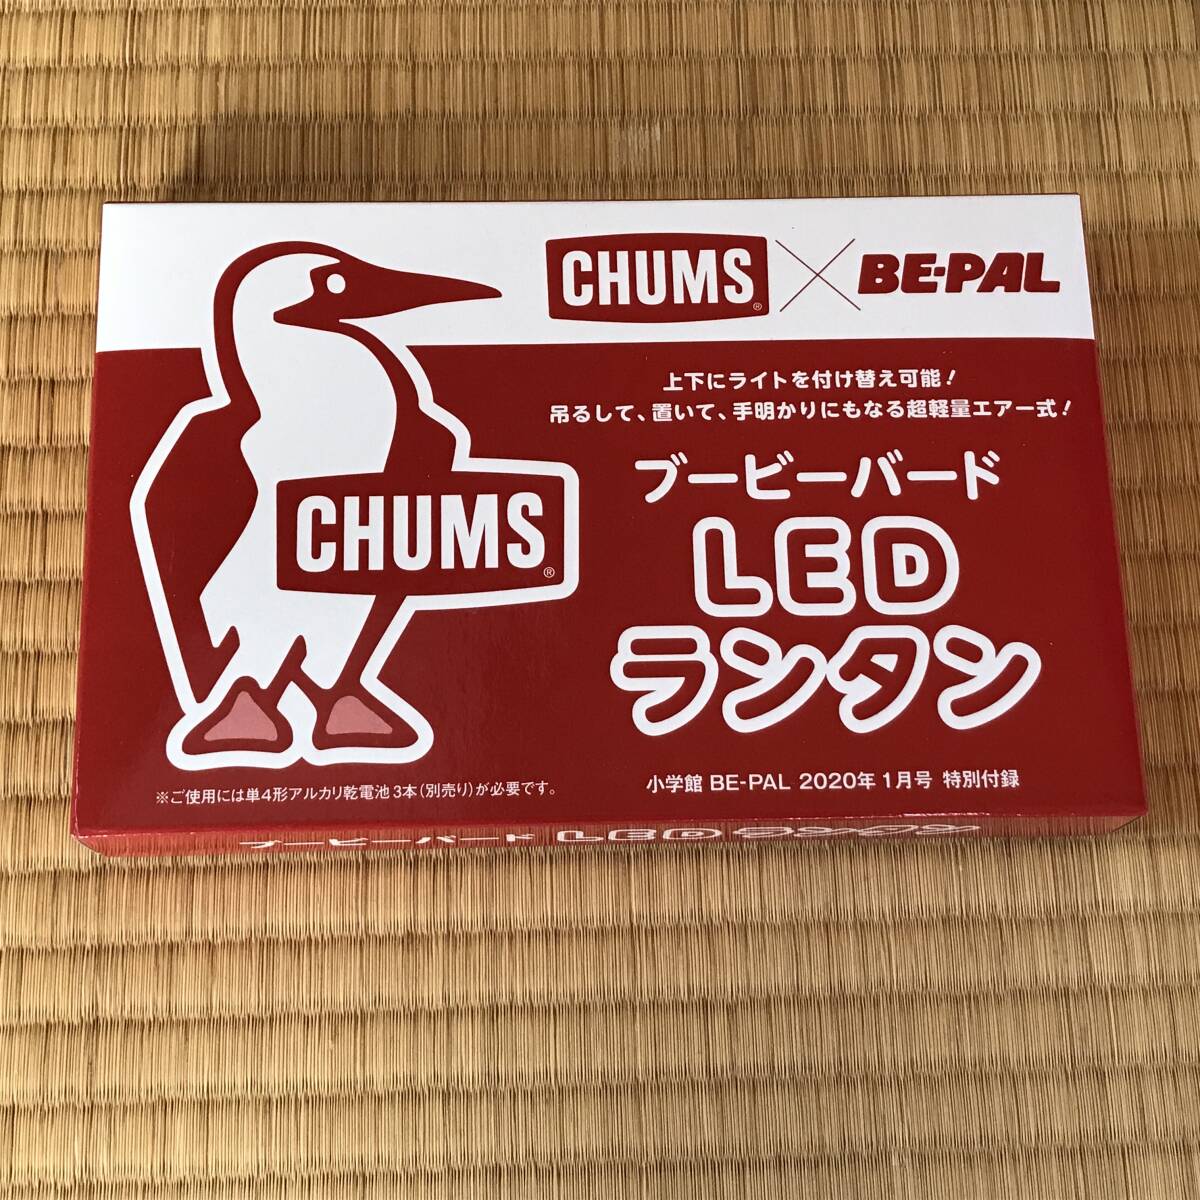 CHUMS® × BE-PAL
上下にライトを付け替え可能！
吊るして、置いて、手明かりにもなる超軽量エアー式！
ブービーバード
LED
ランタン
CHUMS®
※ご使用には単4形アルカリ乾電池3本(別売り)が必要です。
小学館 BE-PAL 2020年1月号 特別付録
ブービーバード LED ランタン